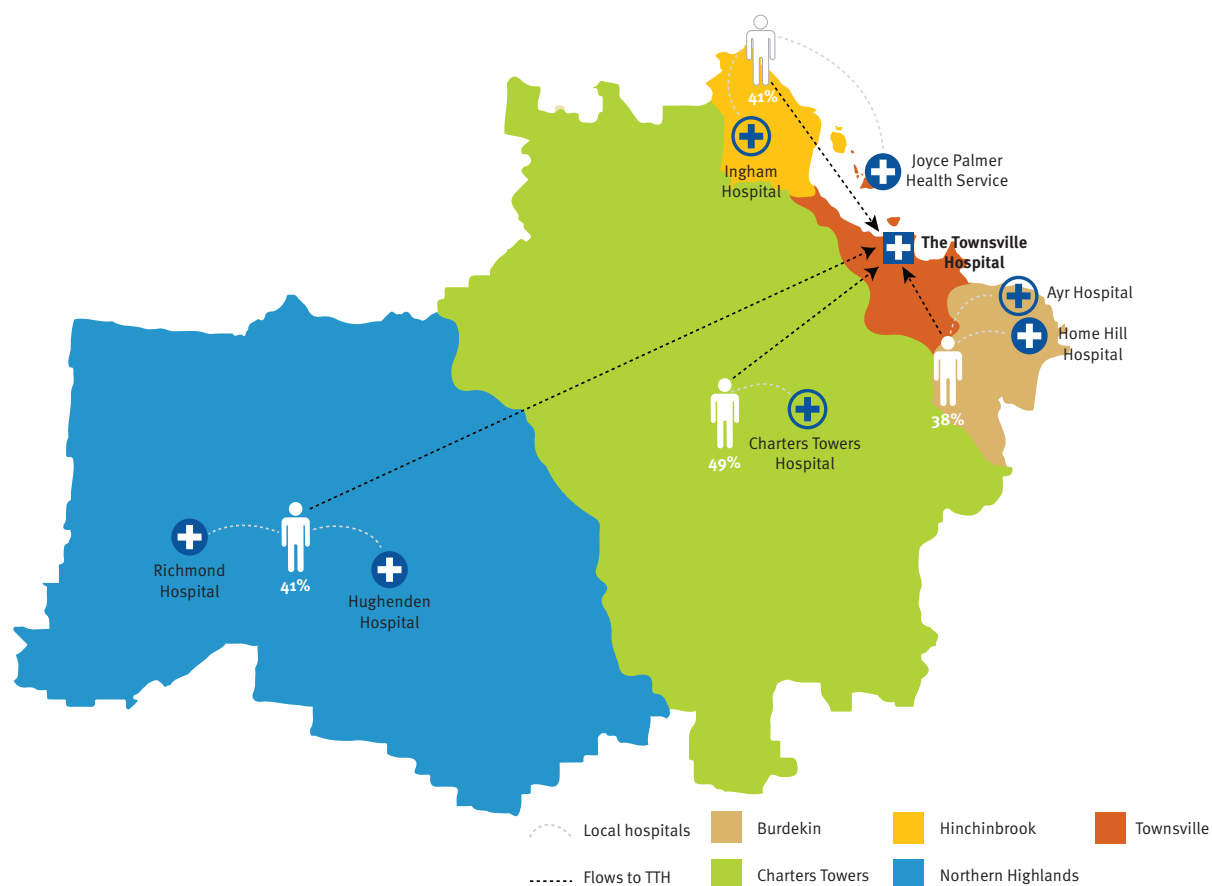 41%
Ingham
Hospital
Joyce Palmer
Health Service
The Townsville
Hospital
Ayr Hospital
Home Hill
Hospital
38%
49%
Charters Towers
Hospital
Richmond
Hospital
41%
Hughenden
Hospital
Local hospitals
Burdekin
Hinchinbrook
Townsville
Flows to TTH
Charters Towers
Northern Highlands